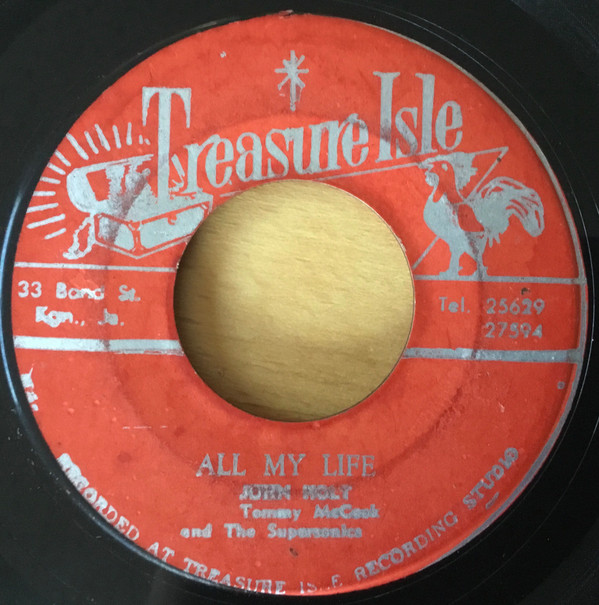 Treasure Isle
33 Bond St.
Kgn., Ja.
Tel. 25629
27594
ALL MY LIFE
JOHN HOLT
Tommy McCook
and The Supersonics
RECORDED AT TREASURE ISLE RECORDING STUDIO